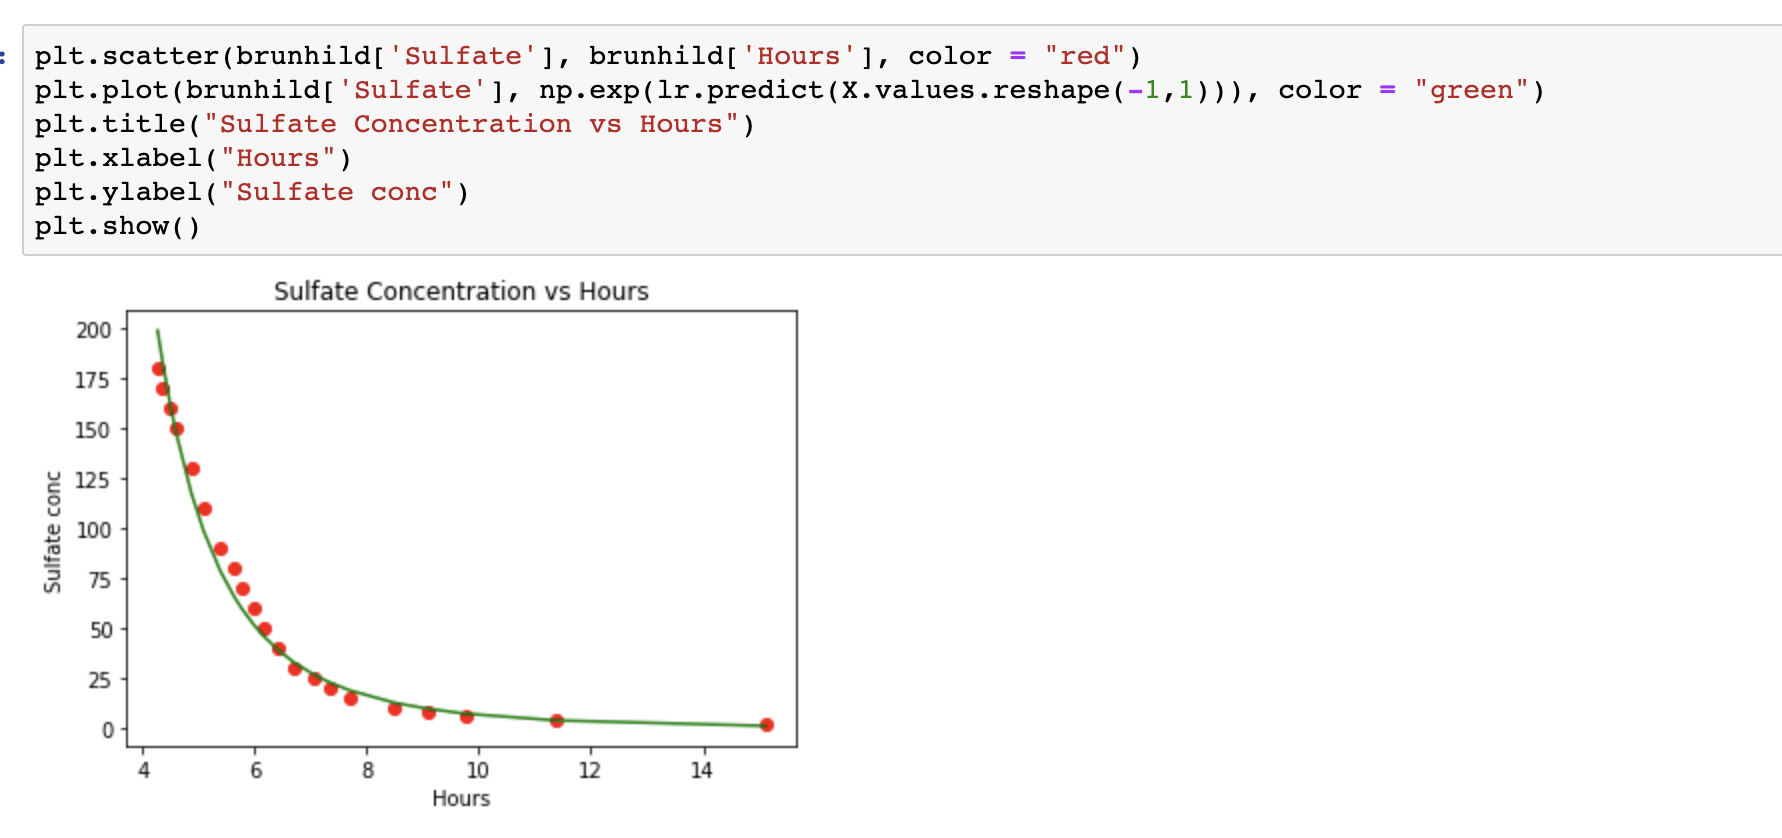 :
plt.scatter(brunhild['Sulfate'], brunhild['Hours'], color = "red")
plt.plot(brunhild['Sulfate'], np.exp(lr.predict(X.values.reshape(-1,1))), color = "green")
plt.title("Sulfate Concentration vs Hours")
plt.xlabel("Hours")
plt.ylabel("Sulfate conc")
plt.show()
Sulfate Concentration vs Hours
200
175
150
125
100
75
50
25
0
Sulfate conc
4 6 8 10 12 14
Hours